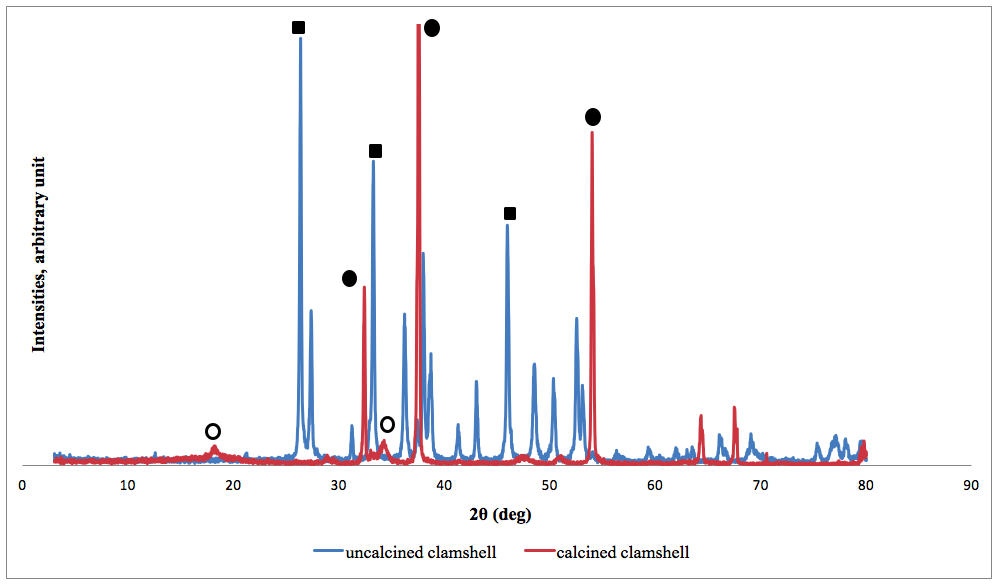 Intensities, arbitrary unit
0 10 20 30 40 50 60 70 80 90
2θ (deg)
uncalcined clamshell calcined clamshell